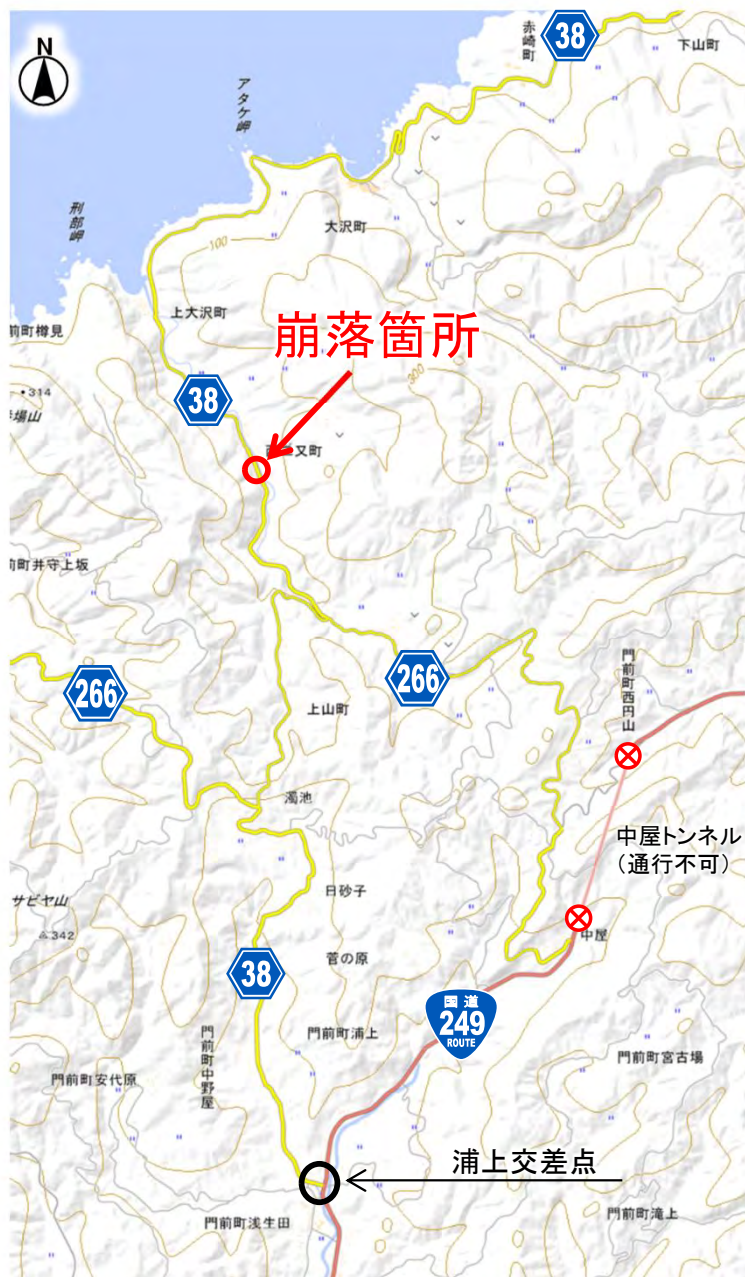 N
赤崎町
38
下山町
アタケ岬
刑部岬
大沢町
100
上大沢町
前町樽見
崩落箇所
300
・314
場山
38
又町
前町井守上坂
266
266
門前町西円山
上山町
濁池
中屋トンネル
（通行不可）
日砂子
サビヤ山
342
中屋
菅の原
38
国道
249
ROUTE
門前町浦上
門前町中野屋
門前町宮古場
門前町安代原
浦上交差点
門前町浅生田
門前町滝上